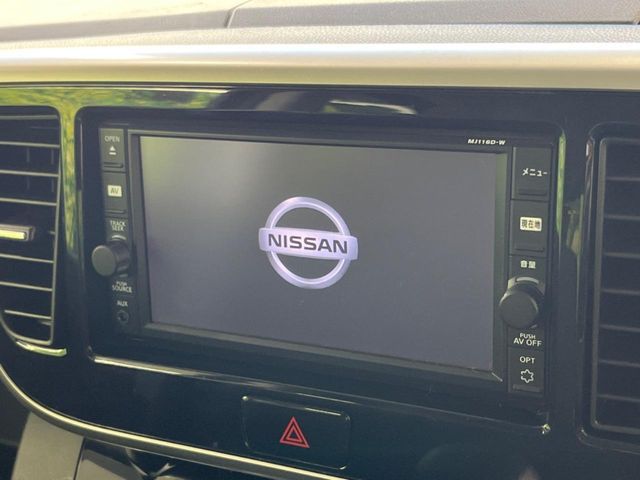 MJ116D-W
OPEN
AV
TRACK
SEEK
PUSH
SOURCE
AUX
NISSAN
メニュー
現在地
音量
PUSH
AV OFF
OPT